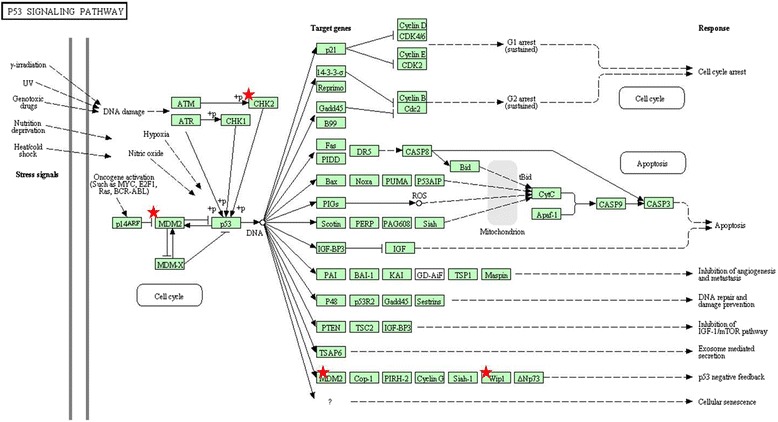 P53 SIGNALING PATHWAY
Target genes
Response
Stress signals
γ-irradiation
UV
Genotoxic
drugs
Nutrition
deprivation
Heat/cold
shock
DNA damage
ATM
ATR
+p
CHK2
+p
CHK1
Hypoxia
Nitric oxide
Oncogene activation
(Such as MYC, E2F1,
Ras, BCR-ABL)
+p
+p
+p
p14ARF
MDM2
p53
MDM-X
DNA
Cell cycle
p21
Cyclin D
CDK4/6
Cyclin E
CDK2
G1 arrest
(sustained)
14-3-3-σ
Reprimo
Gadd45
B99
Cyclin B
Cdc2
G2 arrest
(sustained)
Cell cycle arrest
Cell cycle
Fas
PIDD
DR5
CASP8
Bid
tBid
Apoptosis
Bax
Noxa
PUMA
P53AIP
CytC
PIGs
ROS
Mitochondrion
Apaf-1
CASP9
CASP3
Scotin
PERP
PAG608
Siah
Apoptosis
IGF-BP3
IGF
PAI
BAI-1
KAI
GD-AiF
TSP1
Maspin
Inhibition of angiogenesis
and metastasis
P48
p53R2
Gadd45
Sestrins
DNA repair and
damage prevention
PTEN
TSC2
IGF-BP3
Inhibition of
IGF-1/mTOR pathway
TSAP6
Exosome mediated
secretion
MDM2
Cop-1
PIRH-2
Cyclin G
Siah-1
Wip1
ΔNp73
p53 negative feedback
?
Cellular senescence